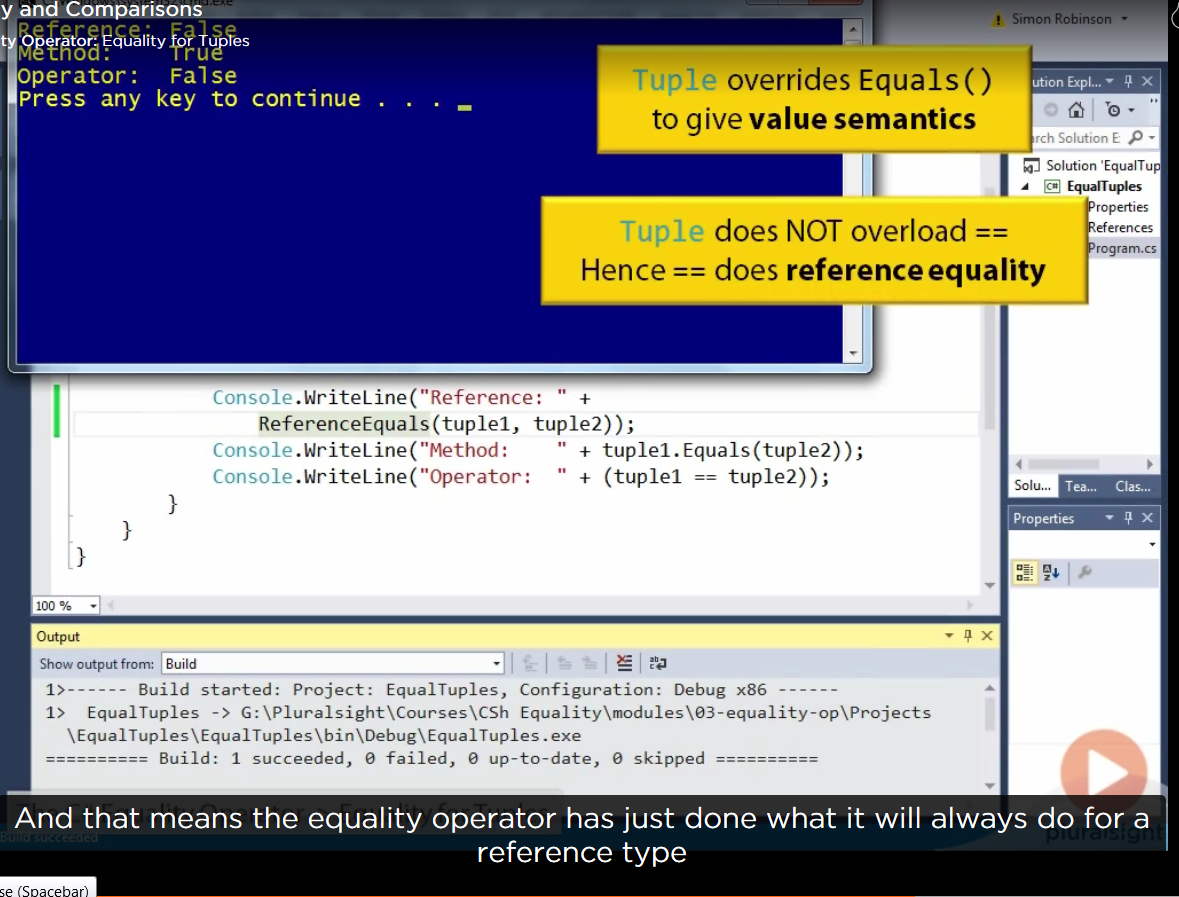 y and Comparisons
ty Operator: Equality for Tuples
Simon Robinson
Reference: False
Method: True
Operator: False
Press any key to continue . . .
Tuple overrides Equals()
to give value semantics
Tuple does NOT overload ==
Hence == does reference equality
ution Expl...
rch Solution E
Solution 'EqualTup
EqualTuples
Properties
References
Program.cs
Console.WriteLine("Reference: " +
ReferenceEquals(tuple1, tuple2));
Console.WriteLine("Method:    " + tuple1.Equals(tuple2));
Console.WriteLine("Operator:  " + (tuple1 == tuple2));
}
}
}
Solu... Tea... Clas...
Properties
100 %
Output
Show output from: Build
1>------ Build started: Project: EqualTuples, Configuration: Debug x86 ------
1>  EqualTuples -> G:\Pluralsight\Courses\CSh Equality\modules\03-equality-op\Projects
\EqualTuples\EqualTuples\bin\Debug\EqualTuples.exe
========== Build: 1 succeeded, 0 failed, 0 up-to-date, 0 skipped ==========
The C# Equality Operator > Equality for Tuples
And that means the equality operator has just done what it will always do for a
reference type
Build succeeded
pluralsight
se (Spacebar)